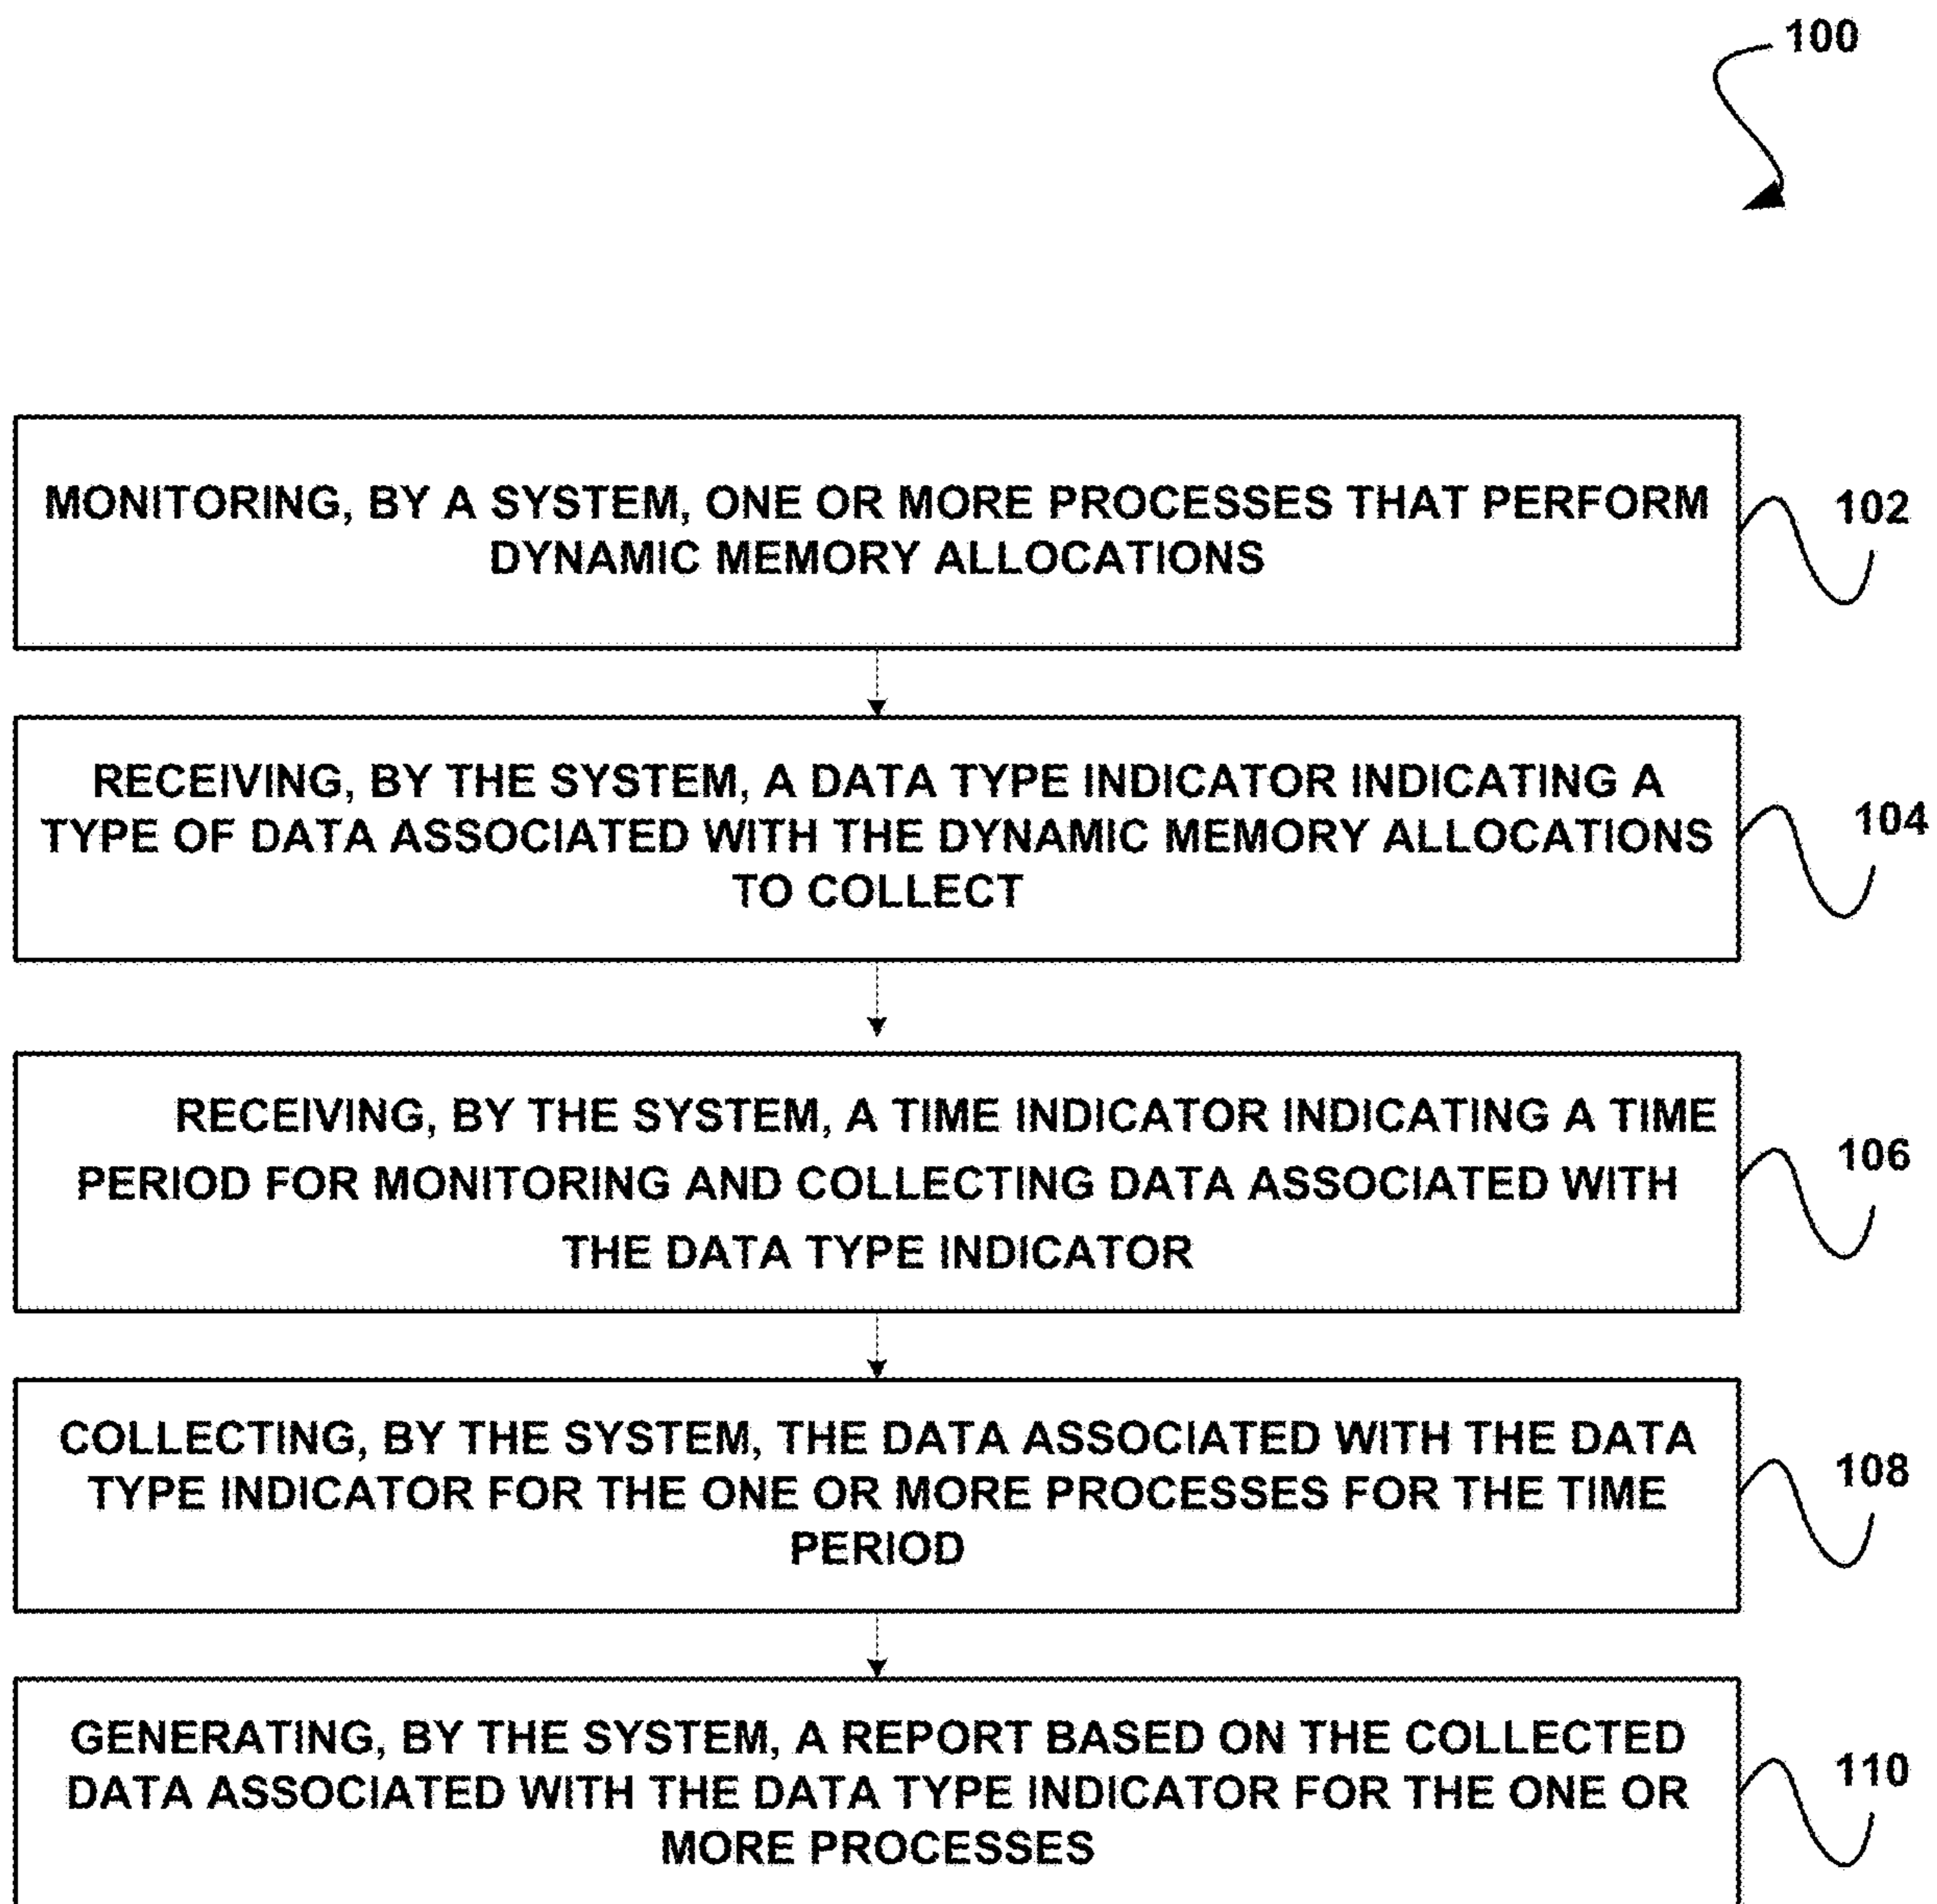 100
MONITORING, BY A SYSTEM, ONE OR MORE PROCESSES THAT PERFORM
DYNAMIC MEMORY ALLOCATIONS
102
RECEIVING, BY THE SYSTEM, A DATA TYPE INDICATOR INDICATING A
TYPE OF DATA ASSOCIATED WITH THE DYNAMIC MEMORY ALLOCATIONS
TO COLLECT
104
RECEIVING, BY THE SYSTEM, A TIME INDICATOR INDICATING A TIME
PERIOD FOR MONITORING AND COLLECTING DATA ASSOCIATED WITH
THE DATA TYPE INDICATOR
106
COLLECTING, BY THE SYSTEM, THE DATA ASSOCIATED WITH THE DATA
TYPE INDICATOR FOR THE ONE OR MORE PROCESSES FOR THE TIME
PERIOD
108
GENERATING, BY THE SYSTEM, A REPORT BASED ON THE COLLECTED
DATA ASSOCIATED WITH THE DATA TYPE INDICATOR FOR THE ONE OR
MORE PROCESSES
110